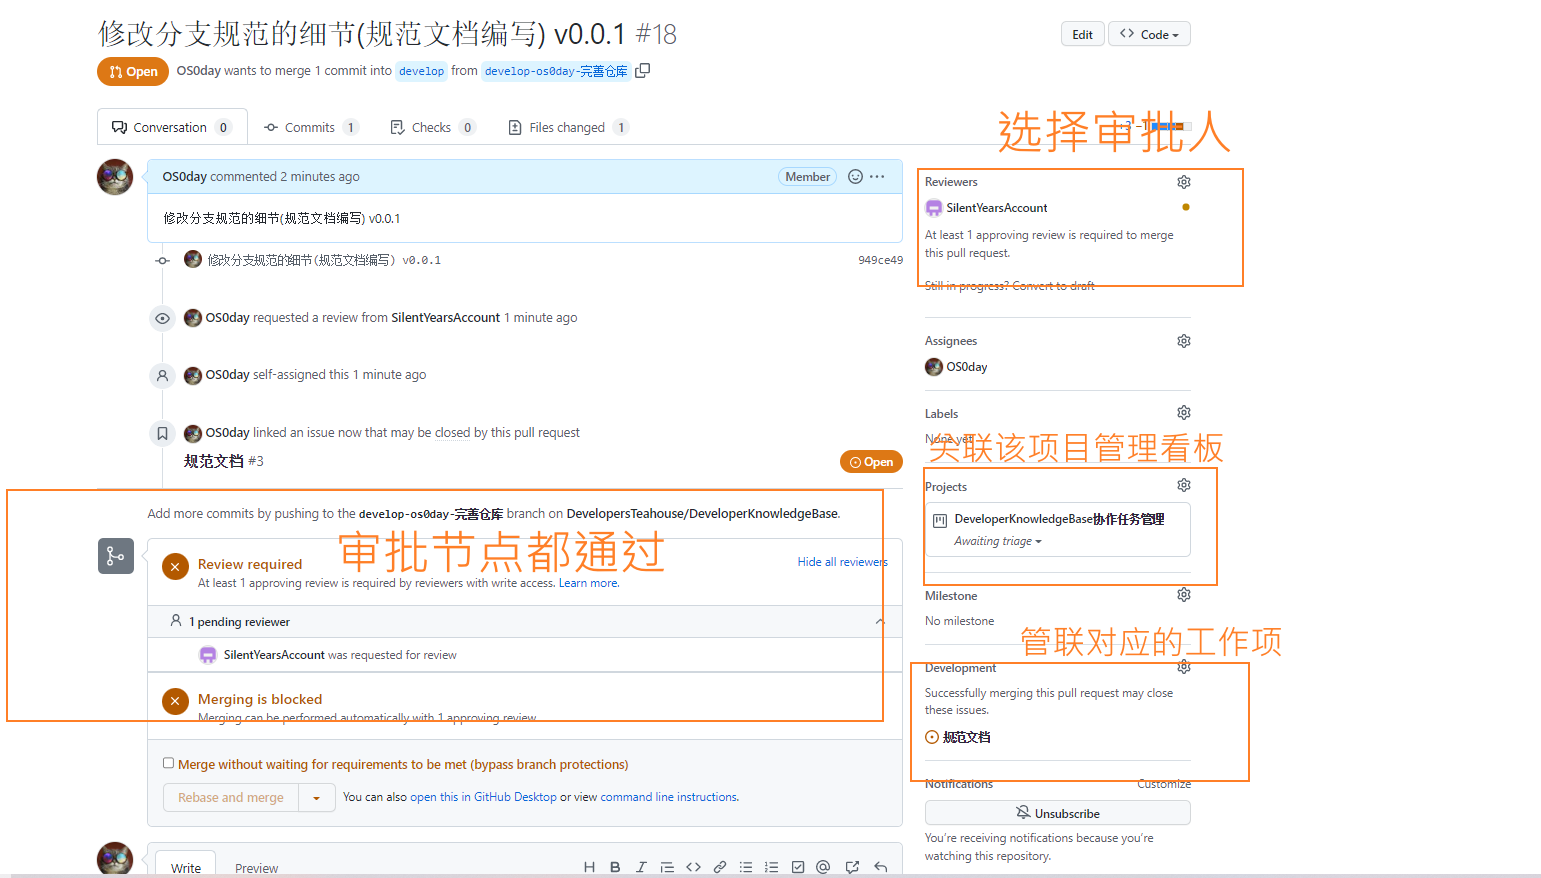 修改分支规范的细节(规范文档编写) v0.0.1 #18
Edit
Code
Open
OS0day wants to merge 1 commit into develop from develop-os0day-完善仓库
Conversation 0
Commits 1
Checks 0
Files changed 1
+3 −1
选择审批人
OS0day commented 2 minutes ago
Member
修改分支规范的细节(规范文档编写) v0.0.1
修改分支规范的细节(规范文档编写) v0.0.1
949ce49
OS0day requested a review from SilentYearsAccount 1 minute ago
OS0day self-assigned this 1 minute ago
OS0day linked an issue now that may be closed by this pull request
规范文档 #3
Open
Add more commits by pushing to the develop-os0day-完善仓库 branch on DevelopersTeahouse/DeveloperKnowledgeBase.
审批节点都通过
Review required
At least 1 approving review is required by reviewers with write access. Learn more.
Hide all reviewers
1 pending reviewer
SilentYearsAccount was requested for review
Merging is blocked
Merging can be performed automatically with 1 approving review.
Merge without waiting for requirements to be met (bypass branch protections)
Rebase and merge
You can also open this in GitHub Desktop or view command line instructions.
Write
Preview
H B I
Reviewers
SilentYearsAccount
At least 1 approving review is required to merge
this pull request.
Still in progress? Convert to draft
Assignees
OS0day
Labels
None yet
关联该项目管理看板
Projects
DeveloperKnowledgeBase协作任务管理
Awaiting triage
Milestone
No milestone
管联对应的工作项
Development
Successfully merging this pull request may close
these issues.
规范文档
Notifications
Customize
Unsubscribe
You're receiving notifications because you're
watching this repository.